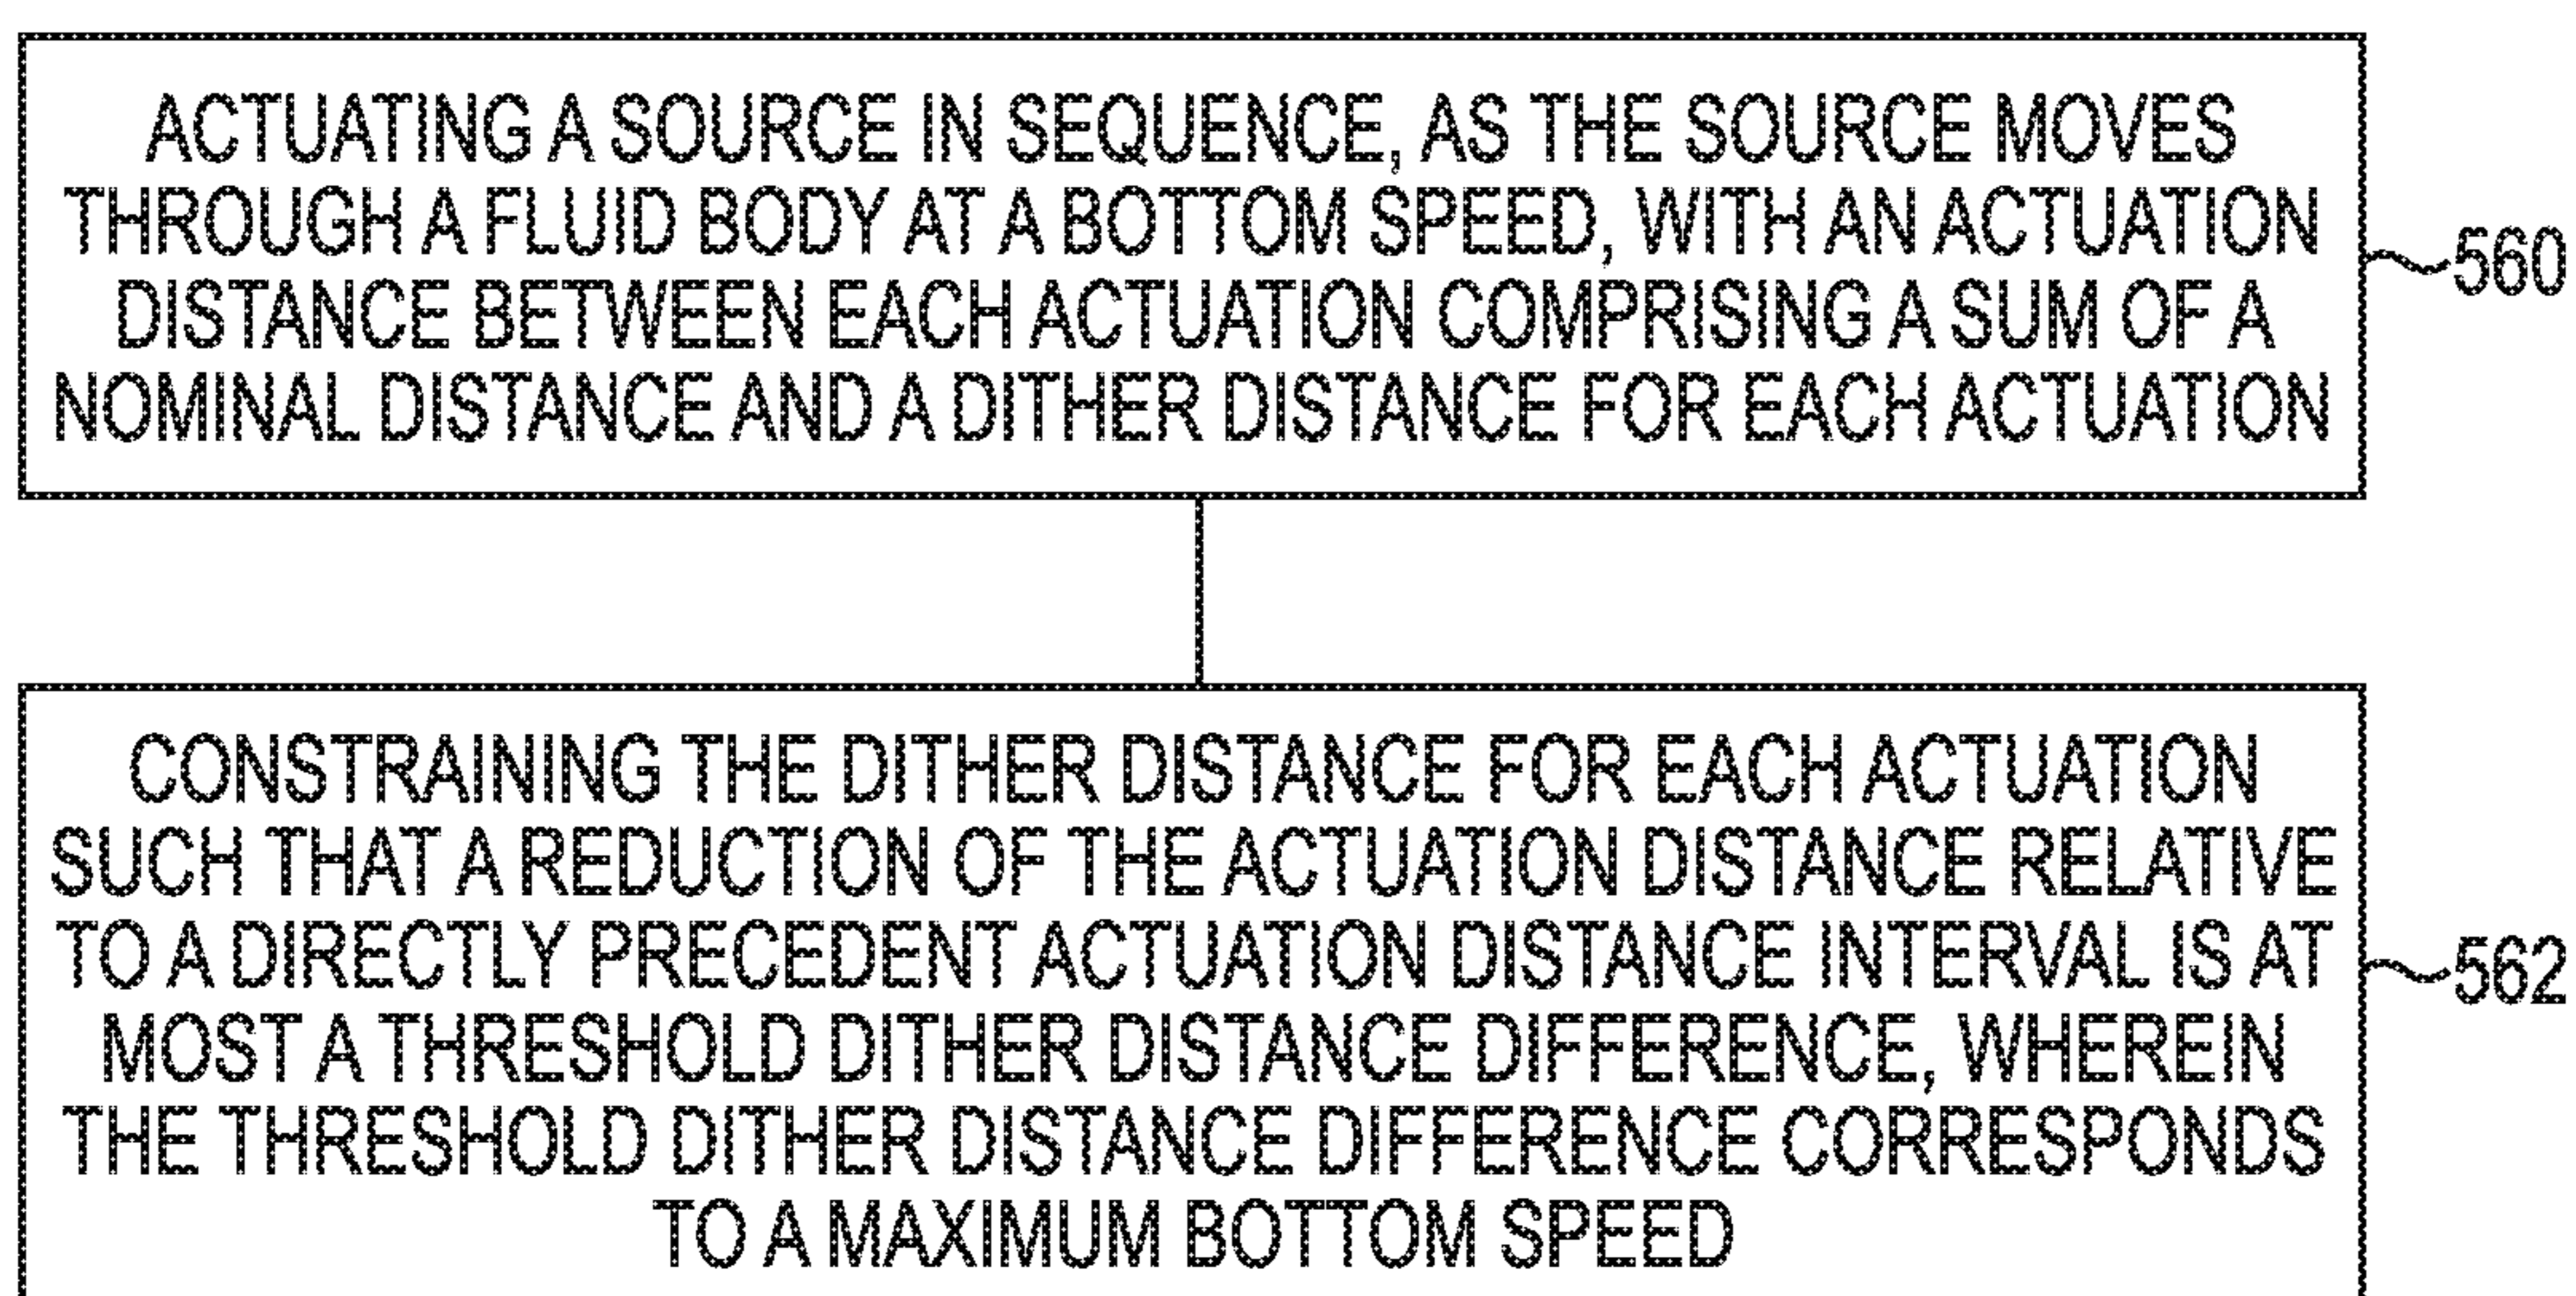 ACTUATING A SOURCE IN SEQUENCE, AS THE SOURCE MOVES
THROUGH A FLUID BODY AT A BOTTOM SPEED, WITH AN ACTUATION
DISTANCE BETWEEN EACH ACTUATION COMPRISING A SUM OF A
NOMINAL DISTANCE AND A DITHER DISTANCE FOR EACH ACTUATION
560
CONSTRAINING THE DITHER DISTANCE FOR EACH ACTUATION
SUCH THAT A REDUCTION OF THE ACTUATION DISTANCE RELATIVE
TO A DIRECTLY PRECEDENT ACTUATION DISTANCE INTERVAL IS AT
MOST A THRESHOLD DITHER DISTANCE DIFFERENCE, WHEREIN
THE THRESHOLD DITHER DISTANCE DIFFERENCE CORRESPONDS
TO A MAXIMUM BOTTOM SPEED
562